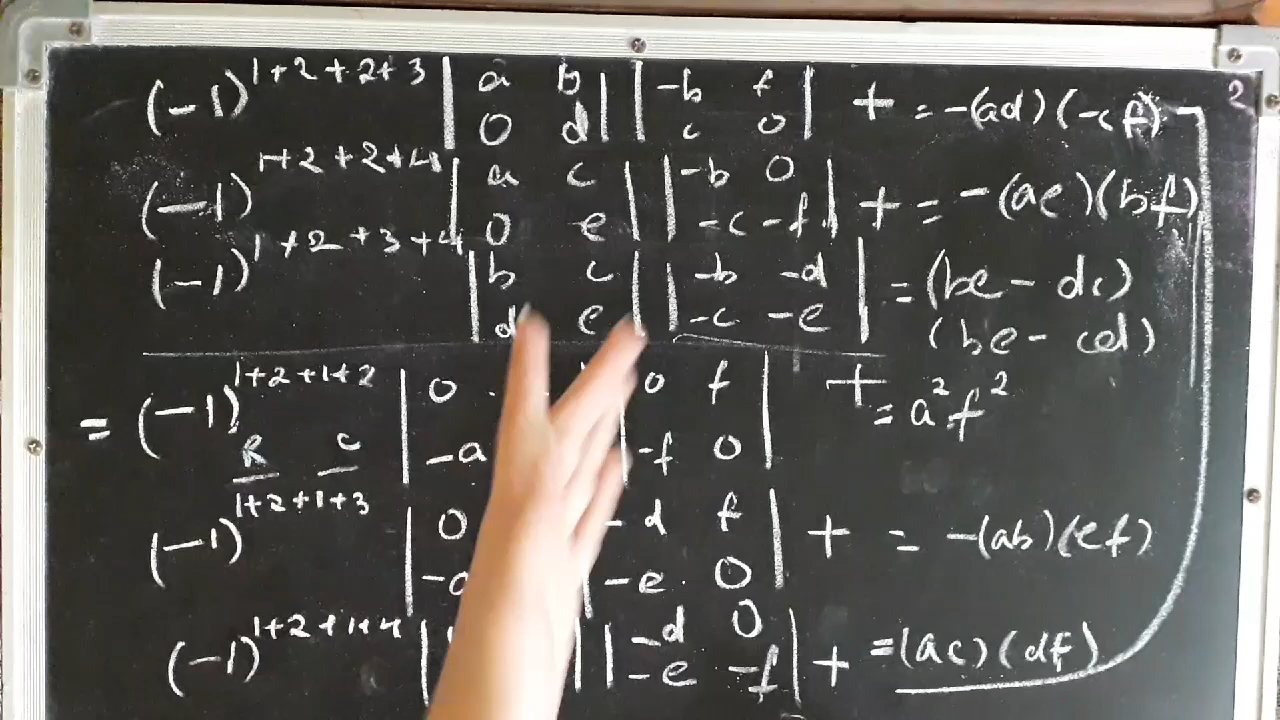 2
(-1)^{1+2+2+3} | a b | | -b f | + = -(ad)(-cf)
| 0 d | | c 0 |
(-1)^{1+2+2+4} | a c | | -b 0 | + = -(ae)(bf)
| 0 e | | -c -f |
(-1)^{1+2+3+4} | b c | | -b -d | = (be - dc)
| d e | | -c -e | (be - cd)
= (-1)^{1+2+1+2} | 0 | 0 f | + = a²f²
R C | -a | -f 0 |
(-1)^{1+2+1+3} | 0 - d f | + = -(ab)(ef)
| -a -e 0 |
(-1)^{1+2+1+4} | | -d 0 | + = (ac)(df)
| | -e -f |